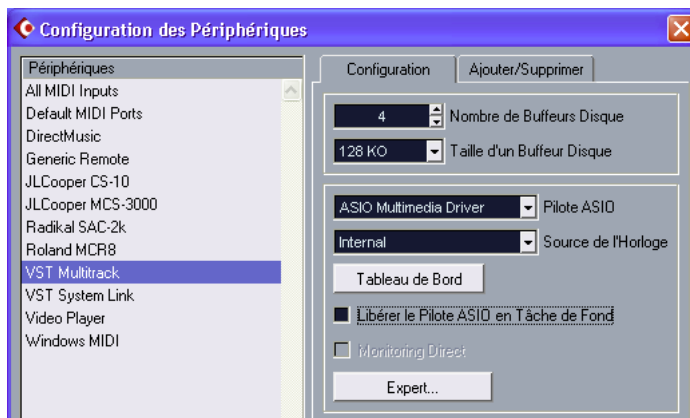 Configuration des Périphériques
Périphériques
All MIDI Inputs
Default MIDI Ports
DirectMusic
Generic Remote
JLCooper CS-10
JLCooper MCS-3000
Radikal SAC-2k
Roland MCR8
VST Multitrack
VST System Link
Video Player
Windows MIDI
Configuration
Ajouter/Supprimer
4 Nombre de Buffeurs Disque
128 KO Taille d'un Buffeur Disque
ASIO Multimedia Driver Pilote ASIO
Internal Source de l'Horloge
Tableau de Bord
Libérer le Pilote ASIO en Tâche de Fond
Monitoring Direct
Expert...